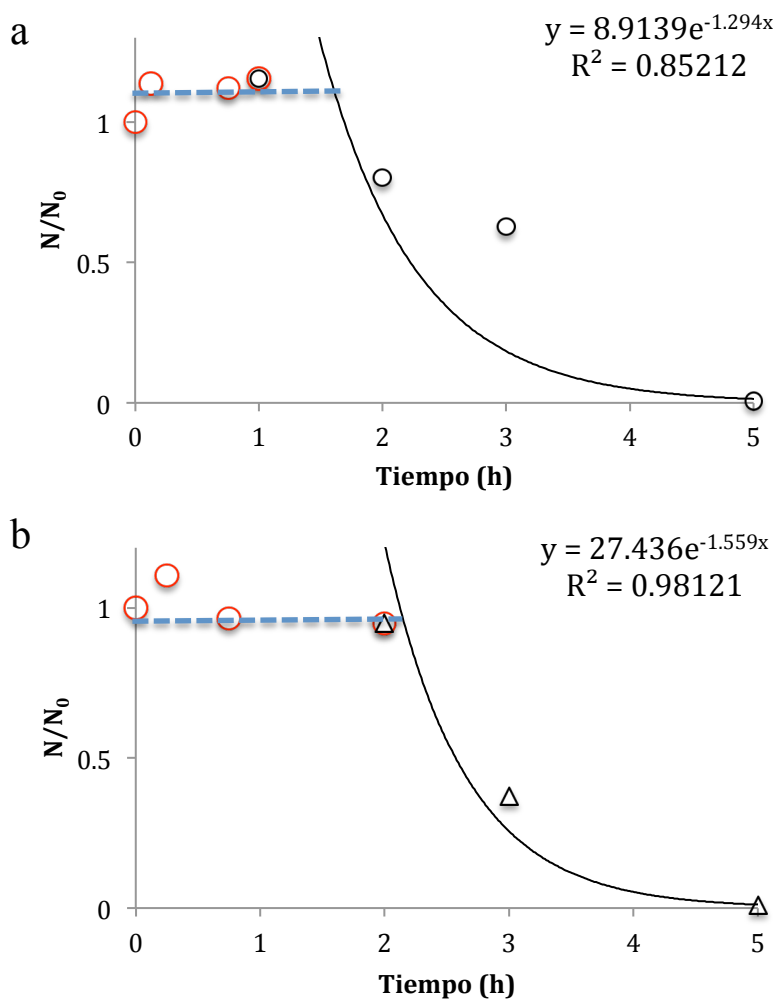 a
y = 8.9139e^-1.294x
R² = 0.85212
1
0.5
0
N/N₀
0 1 2 3 4 5
Tiempo (h)
b
y = 27.436e^-1.559x
R² = 0.98121
1
0.5
0
N/N₀
0 1 2 3 4 5
Tiempo (h)